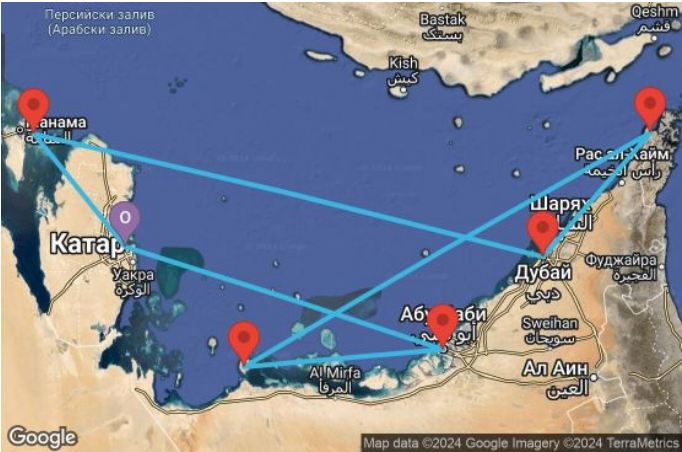 Персийски залив
(Арабски залив)
Bastak
بستک
Qeshm
قشم
Kish
کیش
Манама
المنامة
Рас ал-Хайм
رأس الخيمة
Шарях
O
Катар
Уакра
الوكرة
Дубай
دبي
Фуджайра
الفجيرة
Абу Даби
Sweihan
سويحان
Al Mirfa
المرفأ
Ал Аин
العين
Google
Map data ©2024 Google Imagery ©2024 TerraMetrics